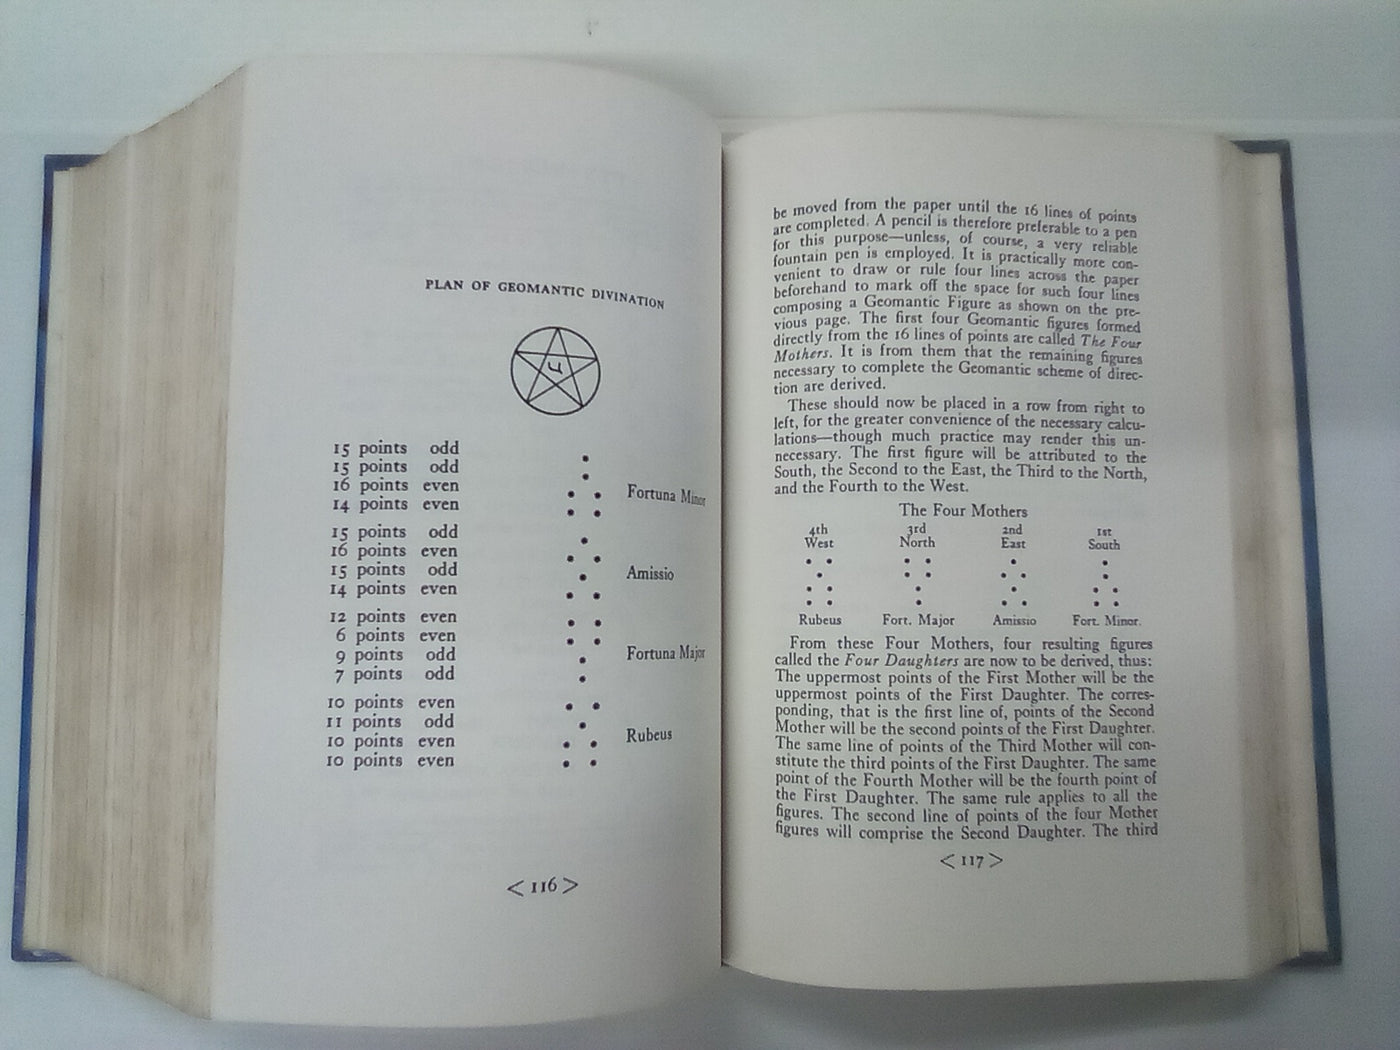 PLAN OF GEOMANTIC DIVINATION
15 points odd
15 points odd
16 points even
14 points even
Fortuna Minor
15 points odd
16 points even
15 points odd
14 points even
Amissio
12 points even
6 points even
9 points odd
7 points odd
Fortuna Major
10 points even
11 points odd
10 points even
10 points even
Rubeus
< 116 >
be moved from the paper until the 16 lines of points
are completed. A pencil is therefore preferable to a pen
for this purpose—unless, of course, a very reliable
fountain pen is employed. It is practically more con-
venient to draw or rule four lines across the paper
beforehand to mark off the space for such four lines
composing a Geomantic Figure as shown on the pre-
vious page. The first four Geomantic figures formed
directly from the 16 lines of points are called The Four
Mothers. It is from them that the remaining figures
necessary to complete the Geomantic scheme of direc-
tion are derived.
These should now be placed in a row from right to
left, for the greater convenience of the necessary calcu-
lations—though much practice may render this un-
necessary. The first figure will be attributed to the
South, the Second to the East, the Third to the North,
and the Fourth to the West.
The Four Mothers
4th 3rd 2nd 1st
West North East South
Rubeus Fort. Major Amissio Fort. Minor.
From these Four Mothers, four resulting figures
called the Four Daughters are now to be derived, thus:
The uppermost points of the First Mother will be the
uppermost points of the First Daughter. The corres-
ponding, that is the first line of, points of the Second
Mother will be the second points of the First Daughter.
The same line of points of the Third Mother will con-
stitute the third points of the First Daughter. The same
point of the Fourth Mother will be the fourth point of
the First Daughter. The same rule applies to all the
figures. The second line of points of the four Mother
figures will comprise the Second Daughter. The third
< 117 >